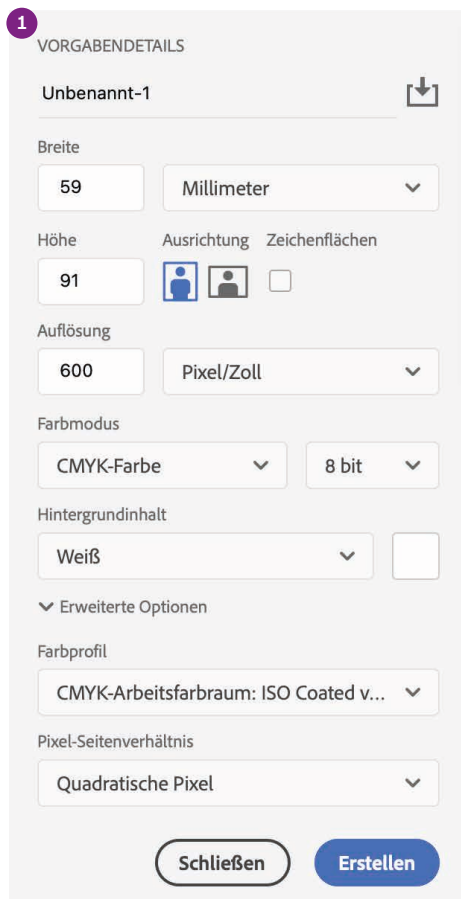 1
VORGABENDETAILS
Unbenannt-1
Breite
59 Millimeter
Höhe Ausrichtung Zeichenflächen
91
Auflösung
600 Pixel/Zoll
Farbmodus
CMYK-Farbe 8 bit
Hintergrundinhalt
Weiß
Erweiterte Optionen
Farbprofil
CMYK-Arbeitsfarbraum: ISO Coated v...
Pixel-Seitenverhältnis
Quadratische Pixel
Schließen Erstellen